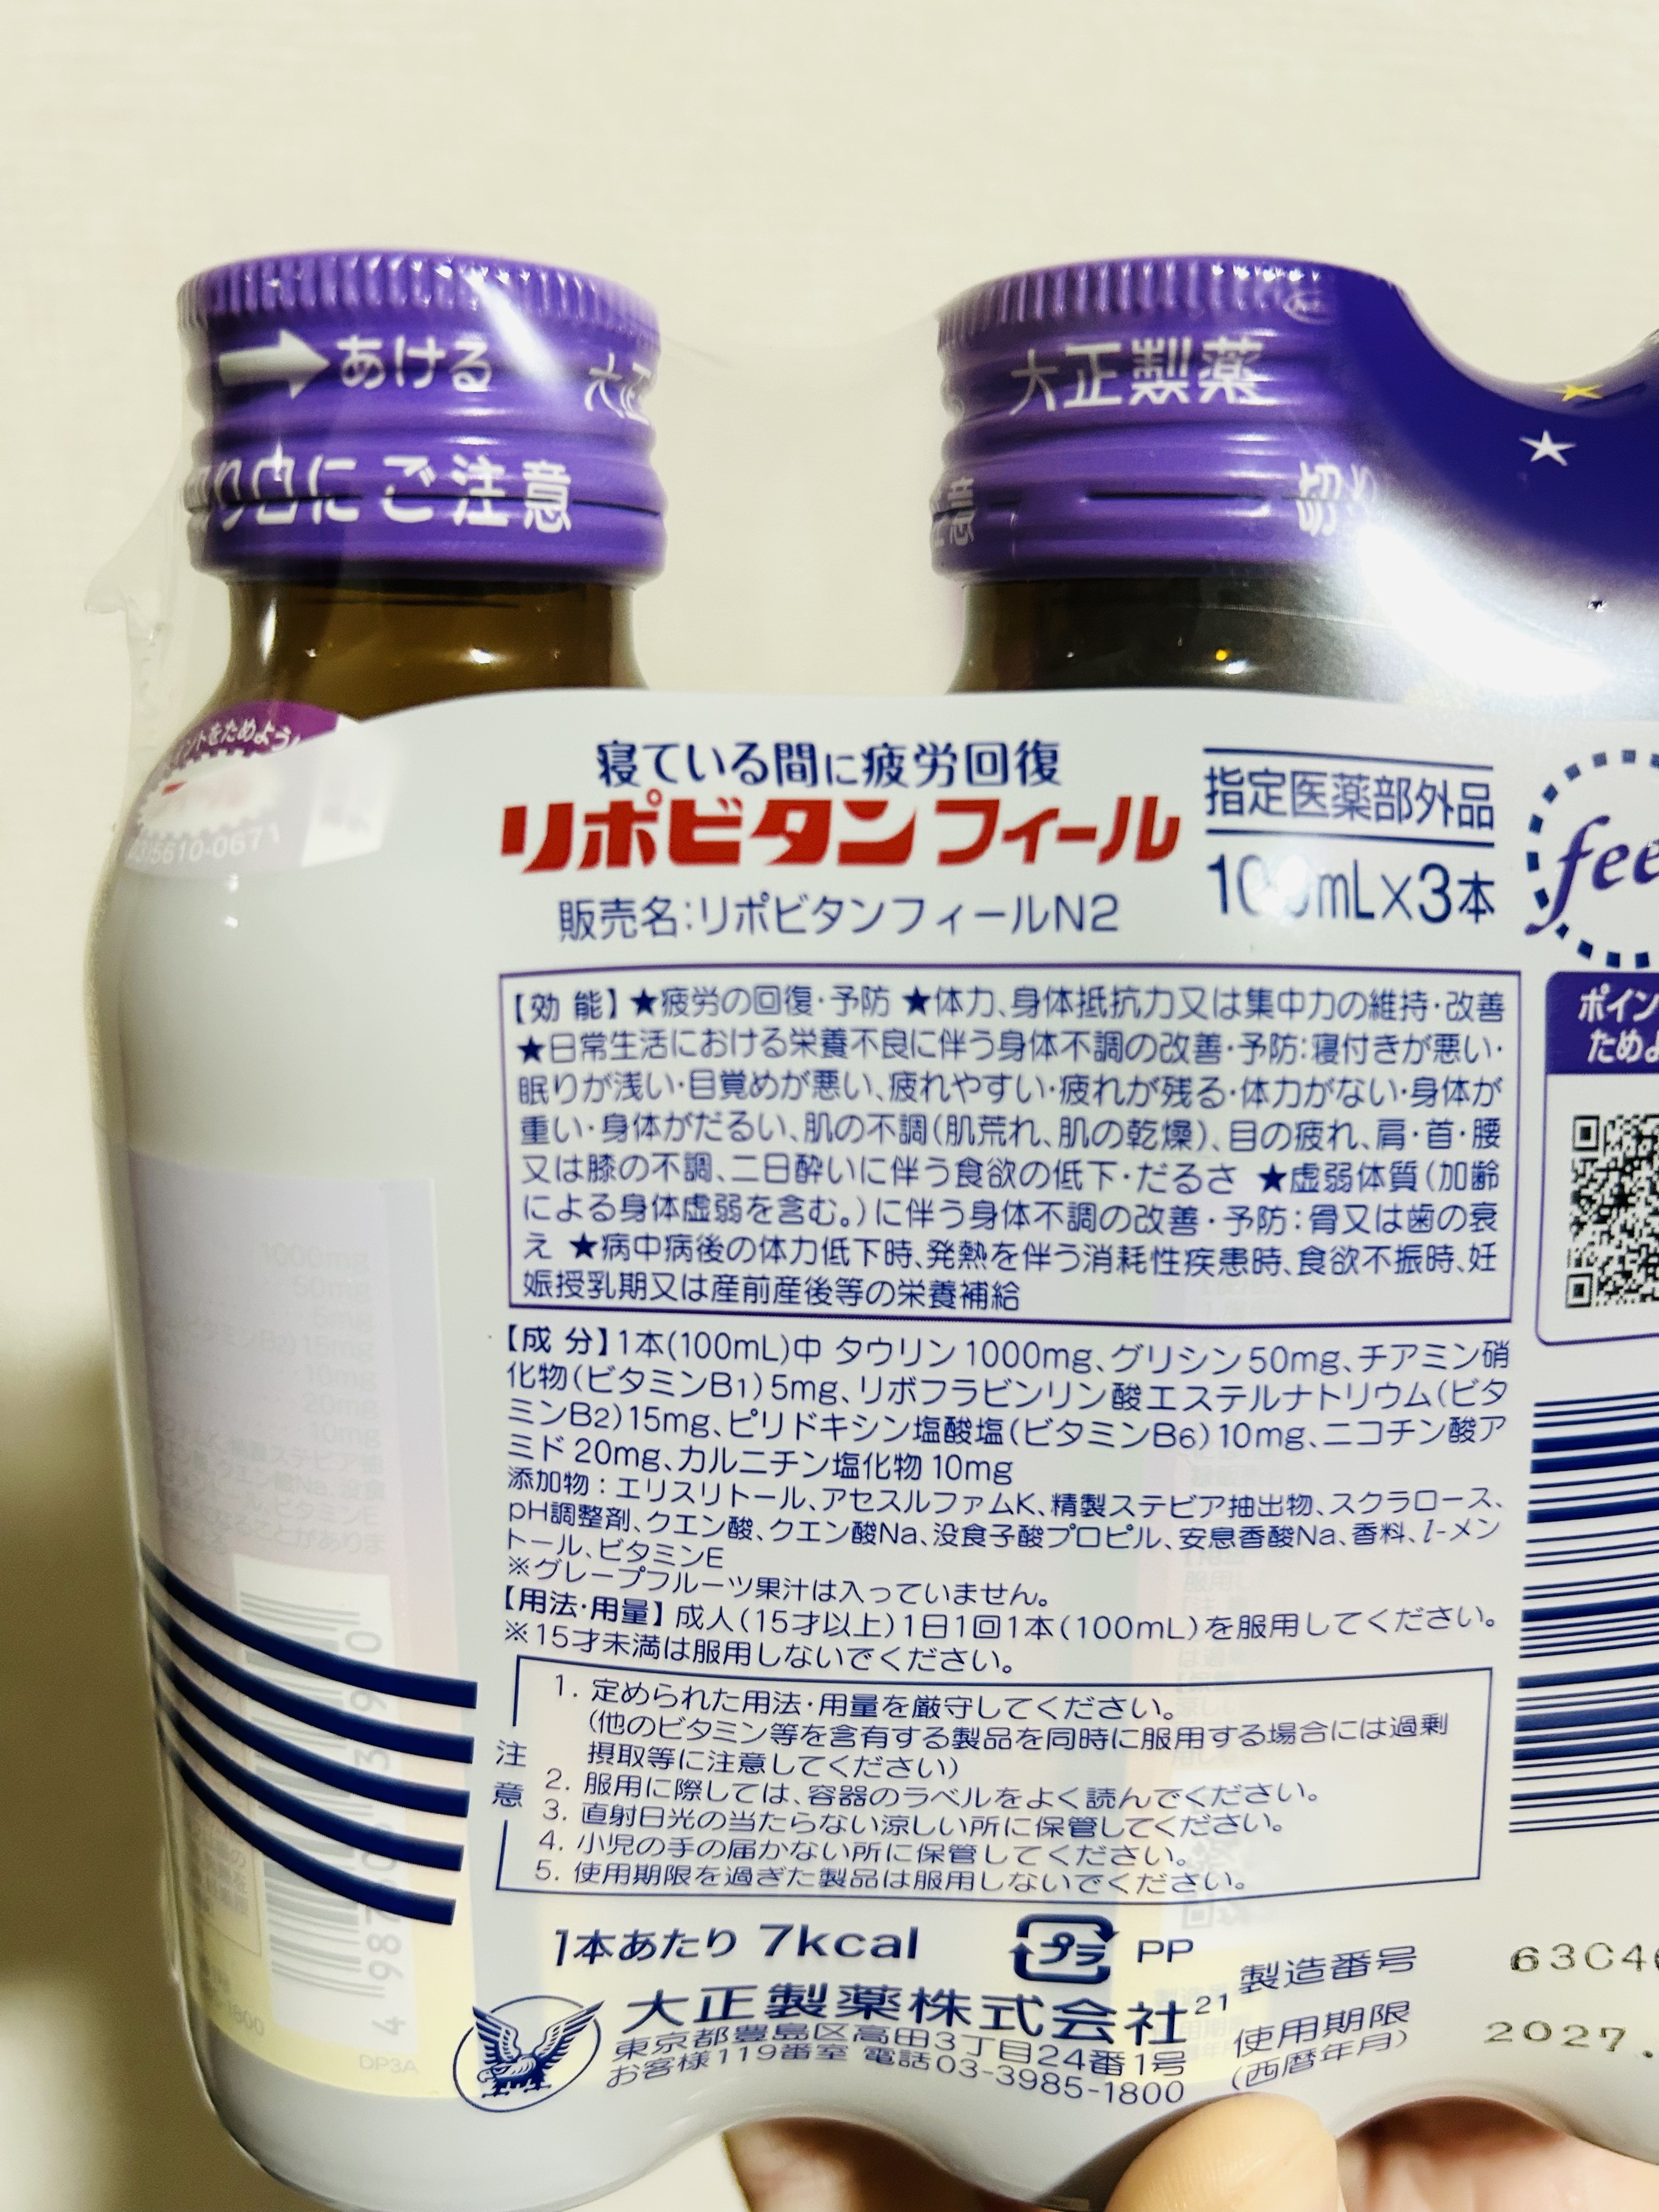 あける
大正
り口にご注意
大正製薬
ントをためよう!
寝ている間に疲労回復
リポビタンフィール
販売名:リポビタンフィールN2
指定医薬部外品
100mL×3本
fee
ポイン
ためよ
【効 能】★疲労の回復・予防 ★体力、身体抵抗力又は集中力の維持・改善
★日常生活における栄養不良に伴う身体不調の改善・予防:寝付きが悪い・
眠りが浅い・目覚めが悪い、疲れやすい・疲れが残る・体力がない・身体が
重い・身体がだるい、肌の不調(肌荒れ、肌の乾燥)、目の疲れ、肩・首・腰
又は膝の不調、二日酔いに伴う食欲の低下・だるさ ★虚弱体質(加齢
による身体虚弱を含む。)に伴う身体不調の改善・予防:骨又は歯の衰
え ★病中病後の体力低下時、発熱を伴う消耗性疾患時、食欲不振時、妊
娠授乳期又は産前産後等の栄養補給
【成 分】1本(100mL)中 タウリン1000mg、グリシン50mg、チアミン硝
化物(ビタミンB1)5mg、リボフラビンリン酸エステルナトリウム(ビタ
ミンB2)15mg、ピリドキシン塩酸塩(ビタミンB6)10mg、ニコチン酸ア
ミド20mg、カルニチン塩化物10mg
添加物:エリスリトール、アセスルファムK、精製ステビア抽出物、スクラロース、
pH調整剤、クエン酸、クエン酸Na、没食子酸プロピル、安息香酸Na、香料、l-メン
トール、ビタミンE
※グレープフルーツ果汁は入っていません。
【用法・用量】成人(15才以上)1日1回1本(100mL)を服用してください。
※15才未満は服用しないでください。
注意
1. 定められた用法・用量を厳守してください。
(他のビタミン等を含有する製品を同時に服用する場合には過剰
摂取等に注意してください)
2. 服用に際しては、容器のラベルをよく読んでください。
3. 直射日光の当たらない涼しい所に保管してください。
4. 小児の手の届かない所に保管してください。
5. 使用期限を過ぎた製品は服用しないでください。
1本あたり 7kcal
プラ PP
大正製薬株式会社 21
東京都豊島区高田3丁目24番1号
お客様119番室 電話03-3985-1800
製造番号 63C4
使用期限 2027.
(西暦年月)
DP3A